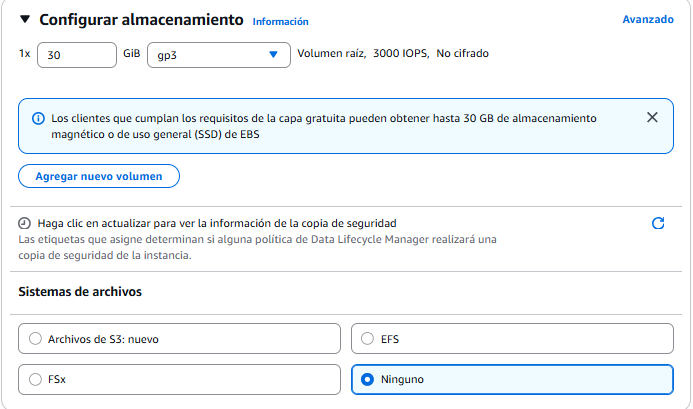 Configurar almacenamiento Información Avanzado
1x 30 GiB gp3 Volumen raíz, 3000 IOPS, No cifrado
Los clientes que cumplan los requisitos de la capa gratuita pueden obtener hasta 30 GB de almacenamiento
magnético o de uso general (SSD) de EBS
Agregar nuevo volumen
Haga clic en actualizar para ver la información de la copia de seguridad
Las etiquetas que asigne determinan si alguna política de Data Lifecycle Manager realizará una
copia de seguridad de la instancia.
Sistemas de archivos
Archivos de S3: nuevo EFS
FSx Ninguno